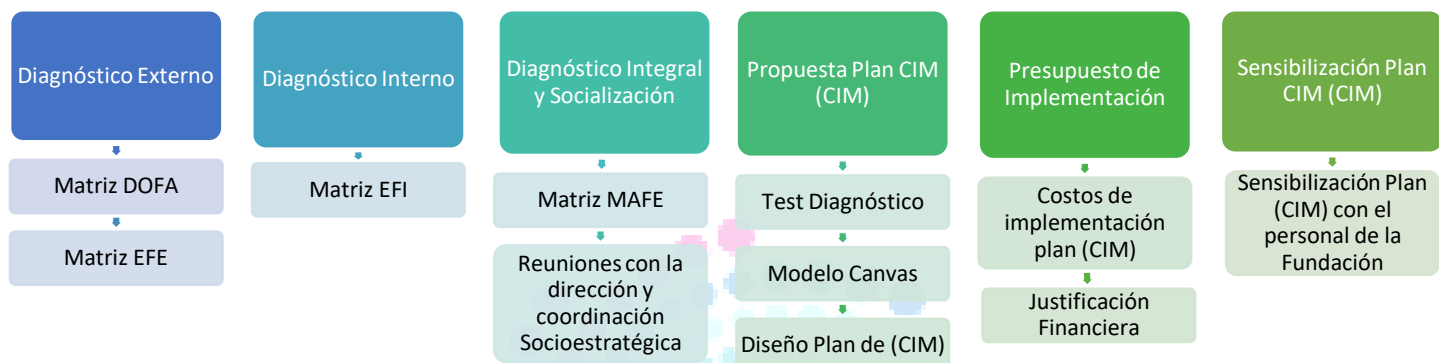 Diagnóstico Externo
Matriz DOFA
Matriz EFE
Diagnóstico Interno
Matriz EFI
Diagnóstico Integral
y Socialización
Matriz MAFE
Reuniones con la
dirección y
coordinación
Socioestratégica
Propuesta Plan CIM
(CIM)
Test Diagnóstico
Modelo Canvas
Diseño Plan de (CIM)
Presupuesto de
Implementación
Costos de
implementación
plan (CIM)
Justificación
Financiera
Sensibilización Plan
CIM (CIM)
Sensibilización Plan
(CIM) con el
personal de la
Fundación